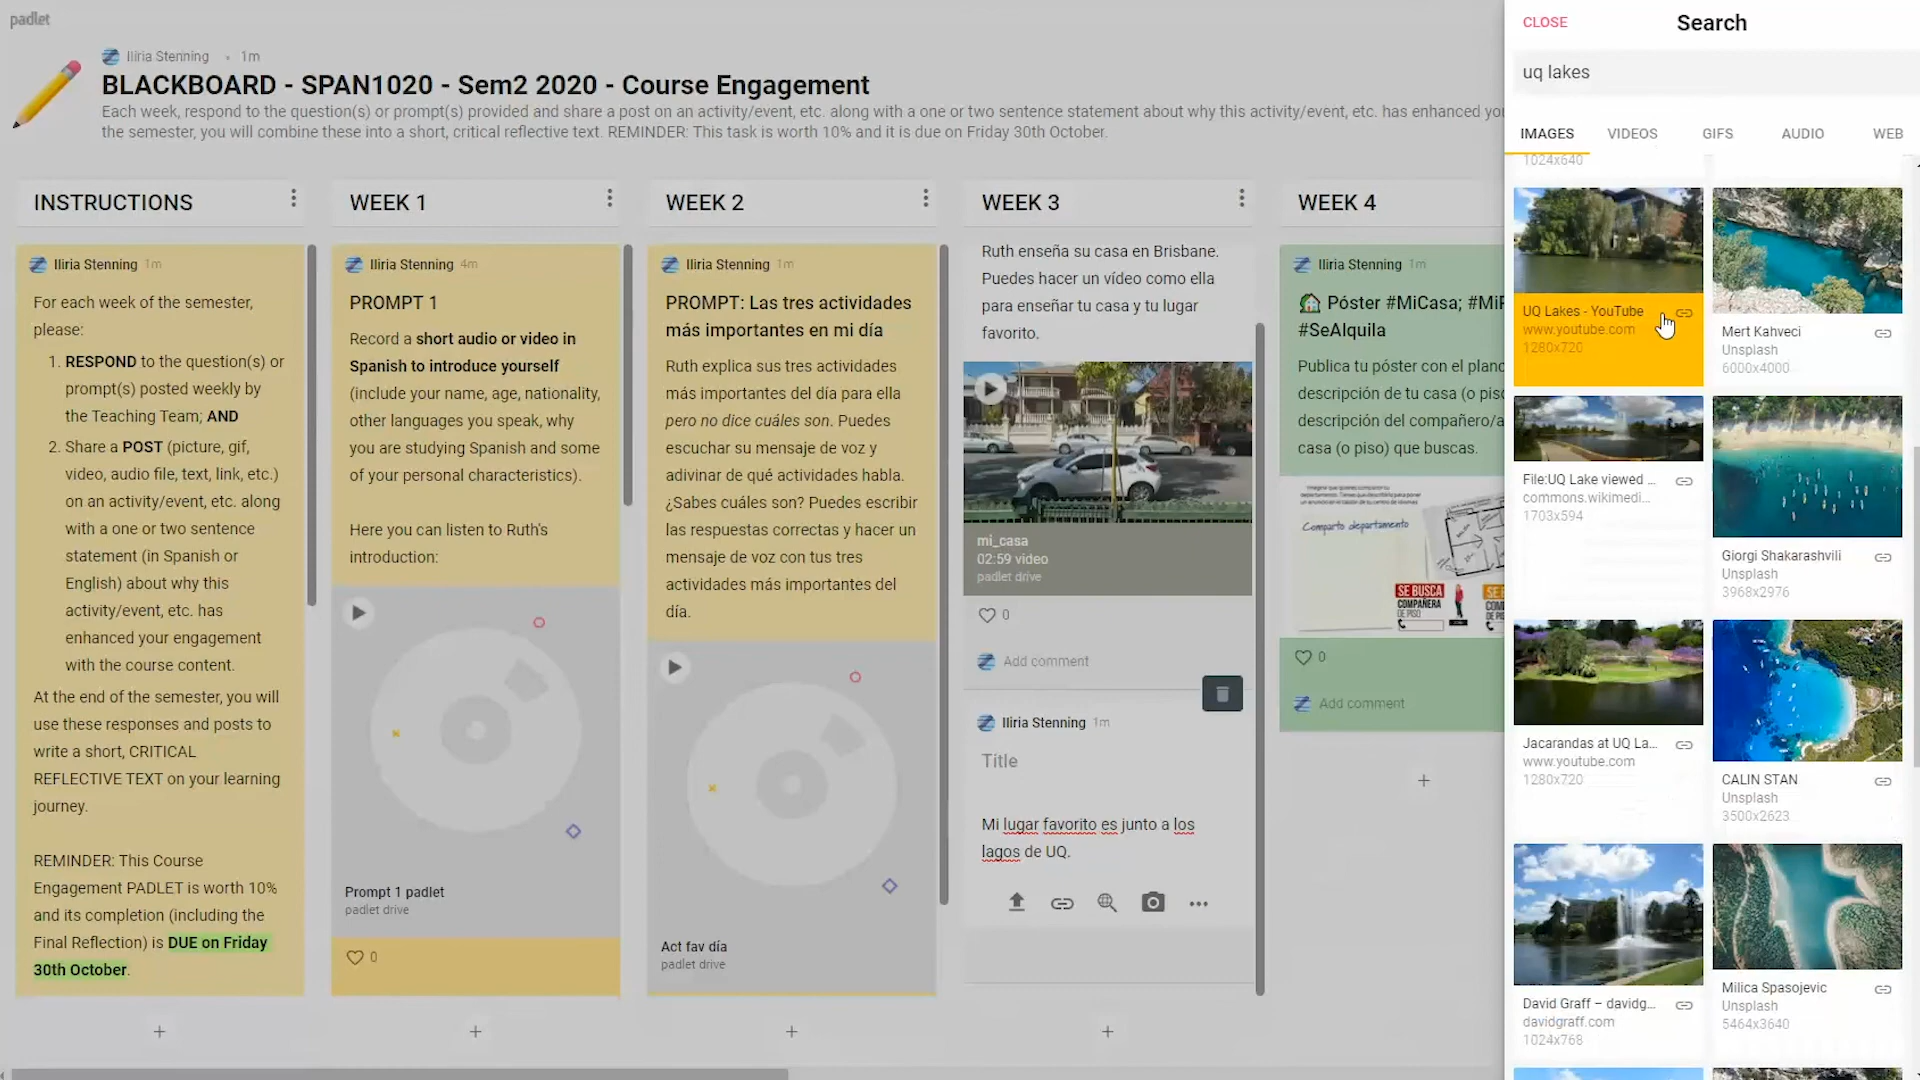 padlet
Iliria Stenning • 1m
BLACKBOARD - SPAN1020 - Sem2 2020 - Course Engagement
Each week, respond to the question(s) or prompt(s) provided and share a post on an activity/event, etc. along with a one or two sentence statement about why this activity/event, etc. has enhanced you
the semester, you will combine these into a short, critical reflective text. REMINDER: This task is worth 10% and it is due on Friday 30th October.
INSTRUCTIONS
Iliria Stenning 1m
For each week of the semester,
please:
1. RESPOND to the question(s) or
prompt(s) posted weekly by
the Teaching Team; AND
2. Share a POST (picture, gif,
video, audio file, text, link, etc.)
on an activity/event, etc. along
with a one or two sentence
statement (in Spanish or
English) about why this
activity/event, etc. has
enhanced your engagement
with the course content.
At the end of the semester, you will
use these responses and posts to
write a short, CRITICAL
REFLECTIVE TEXT on your learning
journey.
REMINDER: This Course
Engagement PADLET is worth 10%
and its completion (including the
Final Reflection) is DUE on Friday
30th October.
WEEK 1
Iliria Stenning 4m
PROMPT 1
Record a short audio or video in
Spanish to introduce yourself
(include your name, age, nationality,
other languages you speak, why
you are studying Spanish and some
of your personal characteristics).
Here you can listen to Ruth's
introduction:
Prompt 1 padlet
padlet drive
0
WEEK 2
Iliria Stenning 1m
PROMPT: Las tres actividades
más importantes en mi día
Ruth explica sus tres actividades
más importantes del día para ella
pero no dice cuáles son. Puedes
escuchar su mensaje de voz y
adivinar de qué actividades habla.
¿Sabes cuáles son? Puedes escribir
las respuestas correctas y hacer un
mensaje de voz con tus tres
actividades más importantes del
día.
Act fav día
padlet drive
WEEK 3
Ruth enseña su casa en Brisbane.
Puedes hacer un vídeo como ella
para enseñar tu casa y tu lugar
favorito.
mi_casa
02:59 video
padlet drive
0
Add comment
Iliria Stenning 1m
Title
Mi lugar favorito es junto a los
lagos de UQ.
WEEK 4
Iliria Stenning 1m
Póster #MiCasa; #MiP
#SeAlquila
Publica tu póster con el plano
descripción de tu casa (o piso
descripción del compañero/a
casa (o piso) que buscas.
Comparto departamento
SE BUSCA
COMPAÑERA
DE PISO
0
Add comment
CLOSE
Search
uq lakes
IMAGES VIDEOS GIFS AUDIO WEB
1024x640
UQ Lakes - YouTube
www.youtube.com
1280x720
Mert Kahveci
Unsplash
6000x4000
File:UQ Lake viewed ...
commons.wikimedi...
1703x594
Giorgi Shakarashvili
Unsplash
3968x2976
Jacarandas at UQ La...
www.youtube.com
1280x720
CALIN STAN
Unsplash
3500x2623
David Graff – davidg...
davidgraff.com
1024x768
Milica Spasojevic
Unsplash
5464x3640